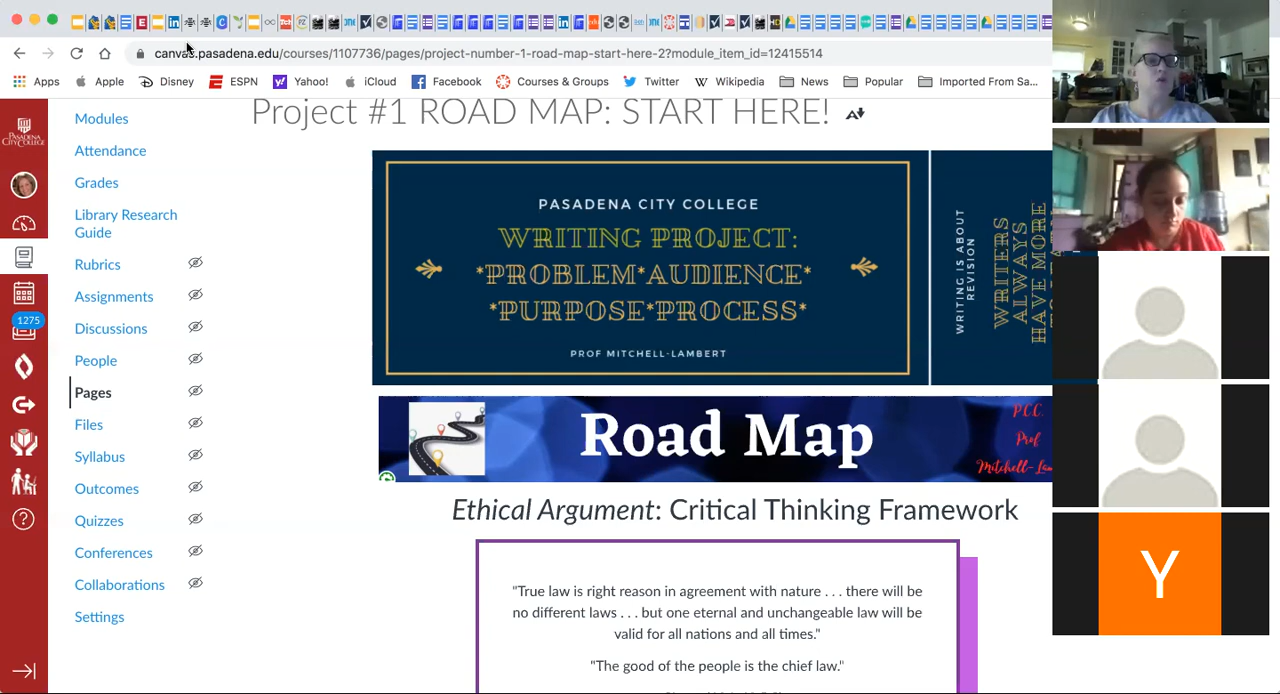 canvas.pasadena.edu/courses/1107736/pages/project-number-1-road-map-start-here-2?module_item_id=12415514
Apps Apple Disney ESPN Yahoo! iCloud Facebook Courses & Groups Twitter Wikipedia News Popular Imported From Sa...
PASADENA
CITY COLLEGE
1275
Modules
Attendance
Grades
Library Research
Guide
Rubrics
Assignments
Discussions
People
Pages
Files
Syllabus
Outcomes
Quizzes
Conferences
Collaborations
Settings
Project #1 ROAD MAP: START HERE!
PASADENA CITY COLLEGE
WRITING PROJECT:
*PROBLEM*AUDIENCE*
*PURPOSE*PROCESS*
PROF MITCHELL-LAMBERT
WRITING IS ABOUT
REVISION
WRITERS
ALWAYS
HAVE MORE
Road Map
P.C.C.
Prof
Mitchell-Lam
Ethical Argument: Critical Thinking Framework
"True law is right reason in agreement with nature . . . there will be
no different laws . . . but one eternal and unchangeable law will be
valid for all nations and all times."
"The good of the people is the chief law."
Y